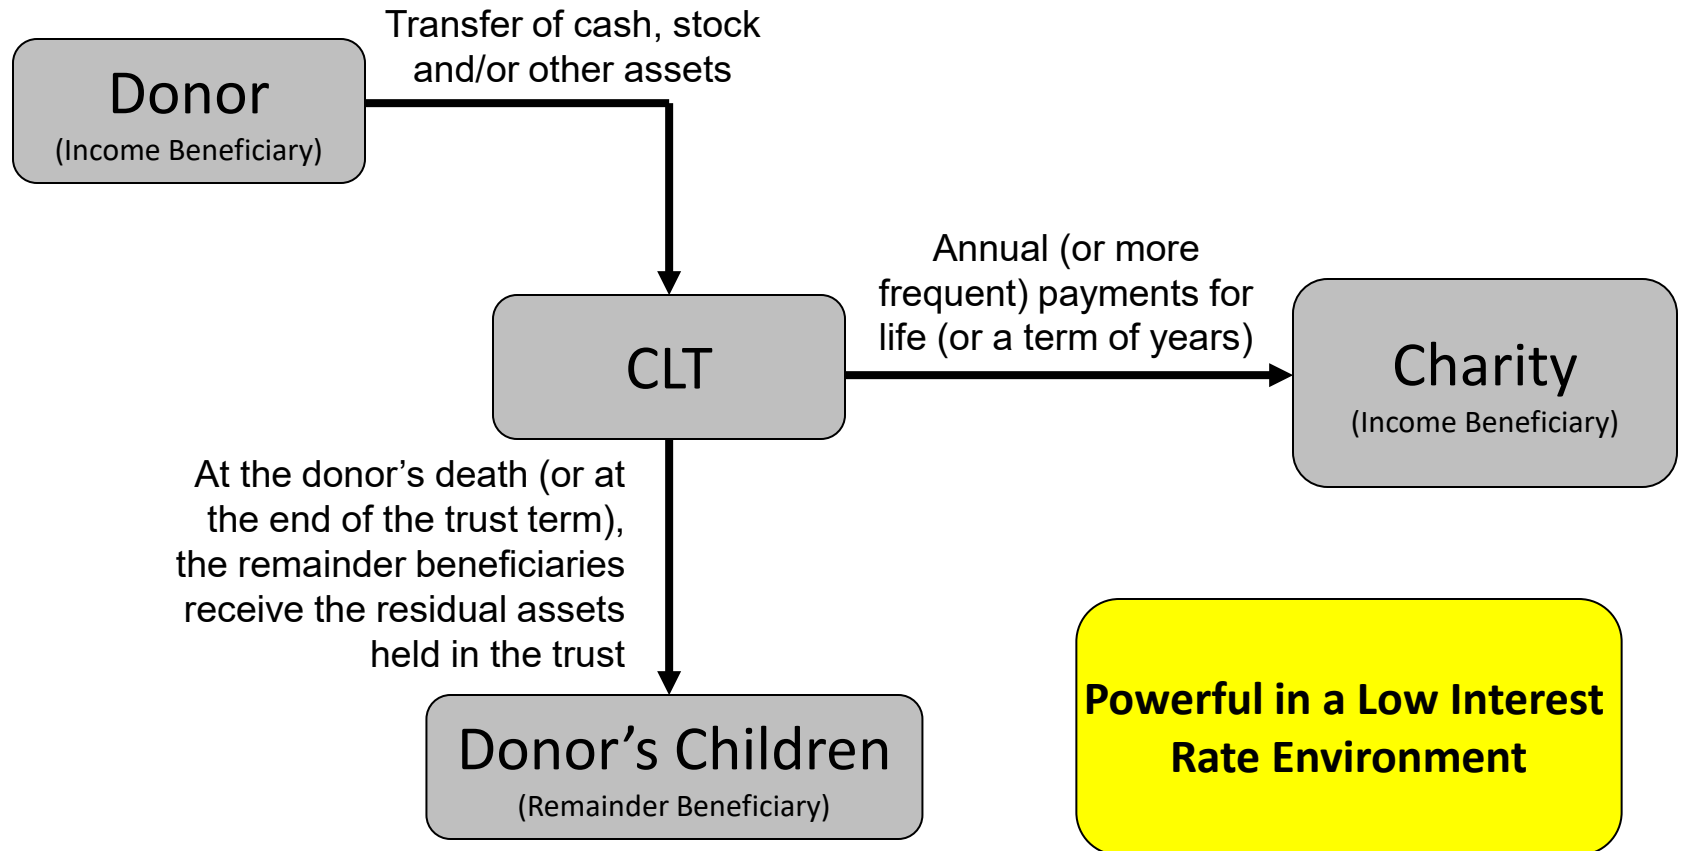 Transfer of cash, stock
and/or other assets
Donor
(Income Beneficiary)
Annual (or more
frequent) payments for
life (or a term of years)
CLT
Charity
(Income Beneficiary)
At the donor’s death (or at
the end of the trust term),
the remainder beneficiaries
receive the residual assets
held in the trust
Donor’s Children
(Remainder Beneficiary)
Powerful in a Low Interest
Rate Environment